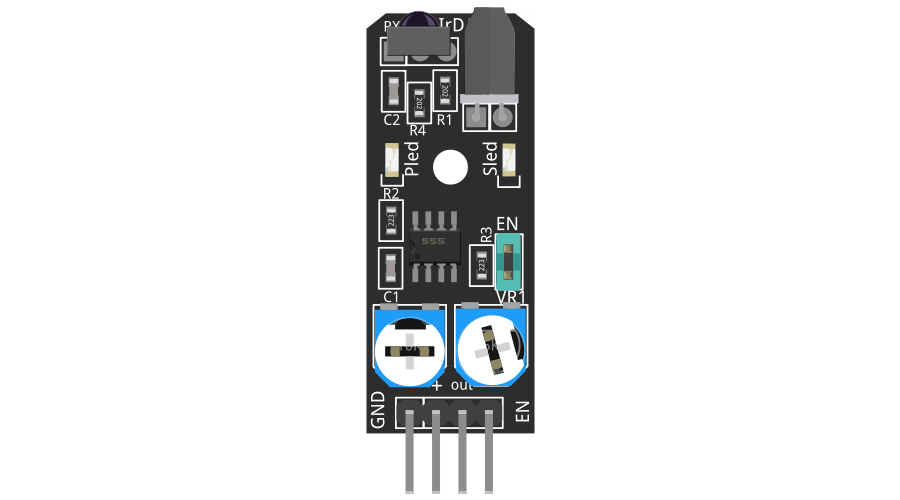 RX IrD
C2
202
R4
202
R1
Pled
Sled
R2
223
555
R3
223
EN
C1
VR1
+ out
GND
EN